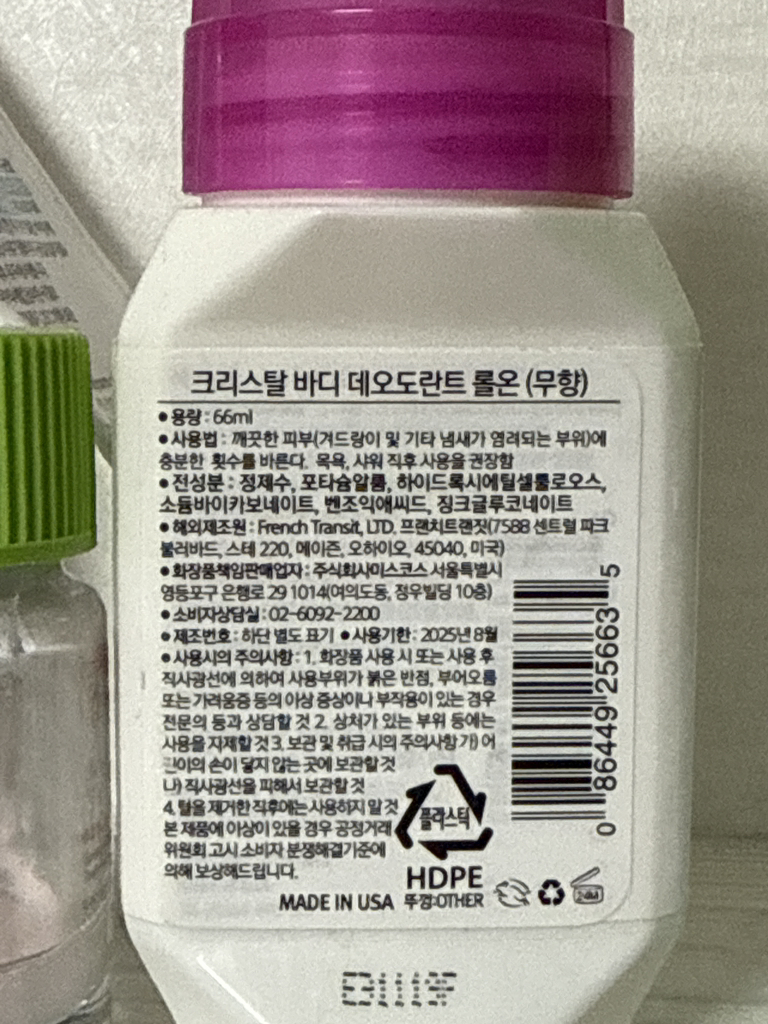 크리스탈 바디 데오도란트 롤온 (무향)
● 용량 : 66ml
● 사용법 : 깨끗한 피부(겨드랑이 및 기타 냄새가 염려되는 부위)에
충분한 횟수를 바른다. 목욕, 샤워 직후 사용을 권장함
● 전성분 : 정제수, 포타슘알룸, 하이드록시에틸셀룰로오스,
소듐바이카보네이트, 벤조익애씨드, 징크글루코네이트
● 해외제조원 : French Transit, LTD. 프랜치트랜짓(7588 센트럴 파크
불러바드, 스테 220, 메이즌, 오하이오, 45040, 미국)
● 화장품책임판매업자 : 주식회사미스코스 서울특별시
영등포구 은행로 29 1014(여의도동, 정우빌딩 10층)
● 소비자상담실 : 02-6092-2200
● 제조번호 : 하단 별도 표기 ● 사용기한 : 2025년 8월
● 사용시의 주의사항 : 1. 화장품 사용 시 또는 사용 후
직사광선에 의하여 사용부위가 붉은 반점, 부어오름
또는 가려움증 등의 이상 증상이나 부작용이 있는 경우
전문의 등과 상담할 것 2. 상처가 있는 부위 등에는
사용을 자제할 것 3. 보관 및 취급 시의 주의사항 가) 어
린이의 손이 닿지 않는 곳에 보관할 것
나) 직사광선을 피해서 보관할 것
4. 털을 제거한 직후에는 사용하지 말 것
본 제품에 이상이 있을 경우 공정거래
위원회 고시 소비자 분쟁해결기준에
의해 보상해드립니다.
MADE IN USA
플라스틱
HDPE
뚜껑:OTHER
24M
0 86449 25663 5